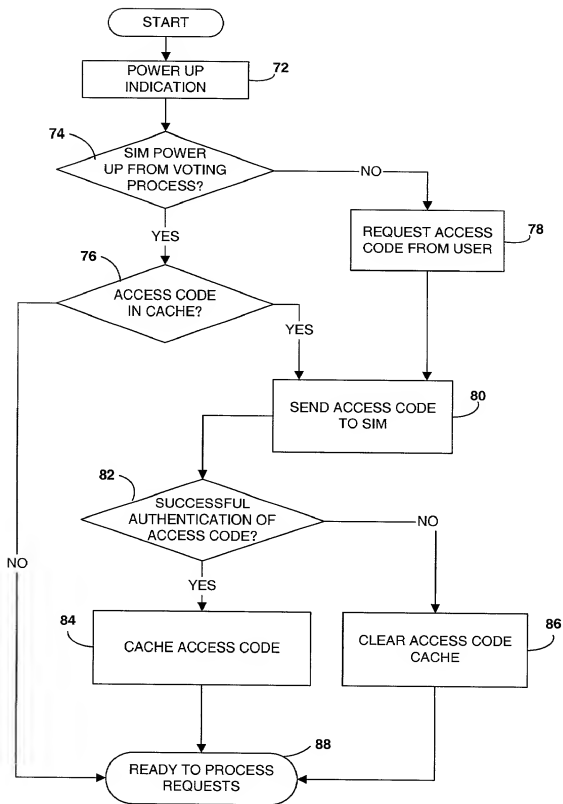 START
POWER UP
INDICATION
72
74
SIM POWER
UP FROM VOTING
PROCESS?
NO
YES
REQUEST ACCESS
CODE FROM USER
78
76
ACCESS CODE
IN CACHE?
YES
SEND ACCESS CODE
TO SIM
80
82
SUCCESSFUL
AUTHENTICATION OF
ACCESS CODE?
NO
NO
YES
84
CACHE ACCESS CODE
CLEAR ACCESS CODE
CACHE
86
88
READY TO PROCESS
REQUESTS